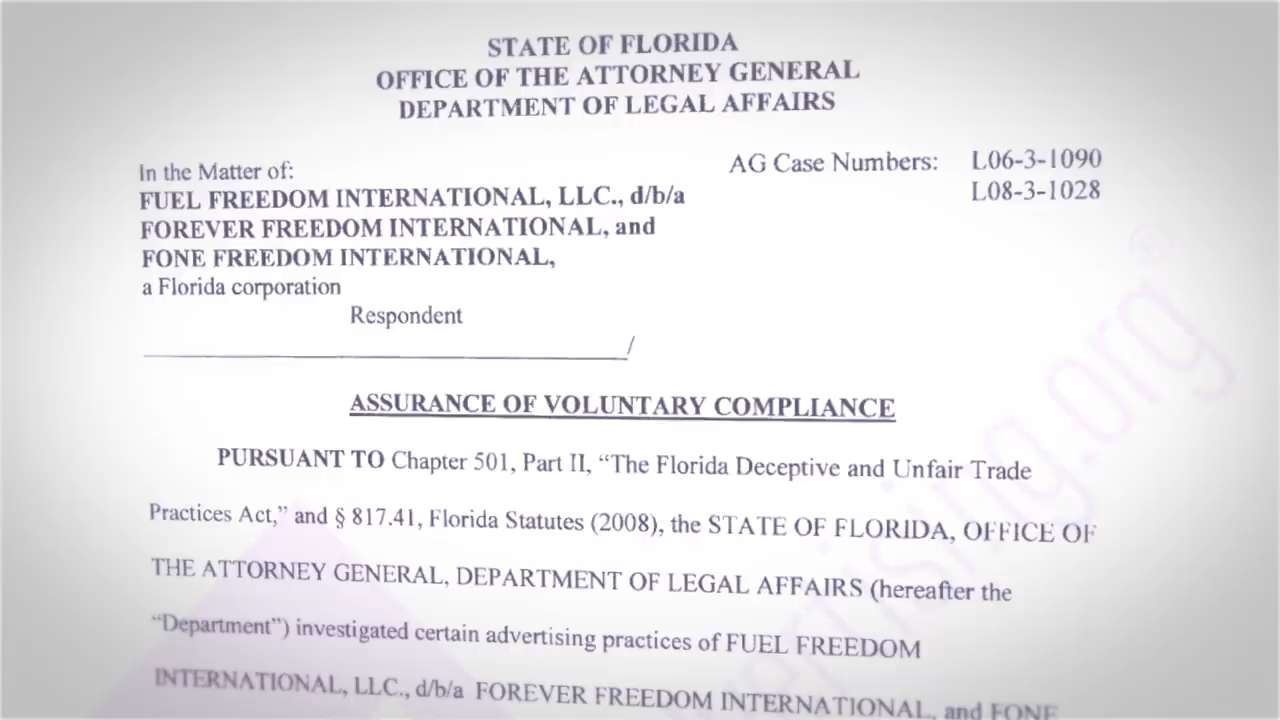 STATE OF FLORIDA
OFFICE OF THE ATTORNEY GENERAL
DEPARTMENT OF LEGAL AFFAIRS
In the Matter of:
AG Case Numbers: L06-3-1090
FUEL FREEDOM INTERNATIONAL, LLC., d/b/a
L08-3-1028
FOREVER FREEDOM INTERNATIONAL, and
FONE FREEDOM INTERNATIONAL,
a Florida corporation
Respondent
/
ASSURANCE OF VOLUNTARY COMPLIANCE
PURSUANT TO Chapter 501, Part II, “The Florida Deceptive and Unfair Trade
Practices Act,” and § 817.41, Florida Statutes (2008), the STATE OF FLORIDA, OFFICE OF
THE ATTORNEY GENERAL, DEPARTMENT OF LEGAL AFFAIRS (hereafter the
“Department”) investigated certain advertising practices of FUEL FREEDOM
INTERNATIONAL, LLC., d/b/a FOREVER FREEDOM INTERNATIONAL, and FONE